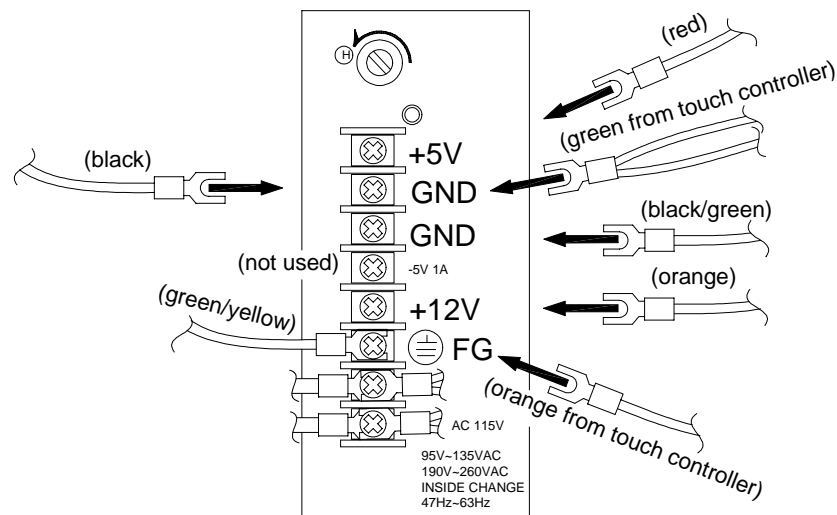 H
(red)
(green from touch controller)
(black)
+5V
GND
(black/green)
GND
(not used)
-5V 1A
(orange)
(green/yellow)
+12V
FG
(orange from touch controller)
AC 115V
95V~135VAC
190V~260VAC
INSIDE CHANGE
47Hz~63Hz